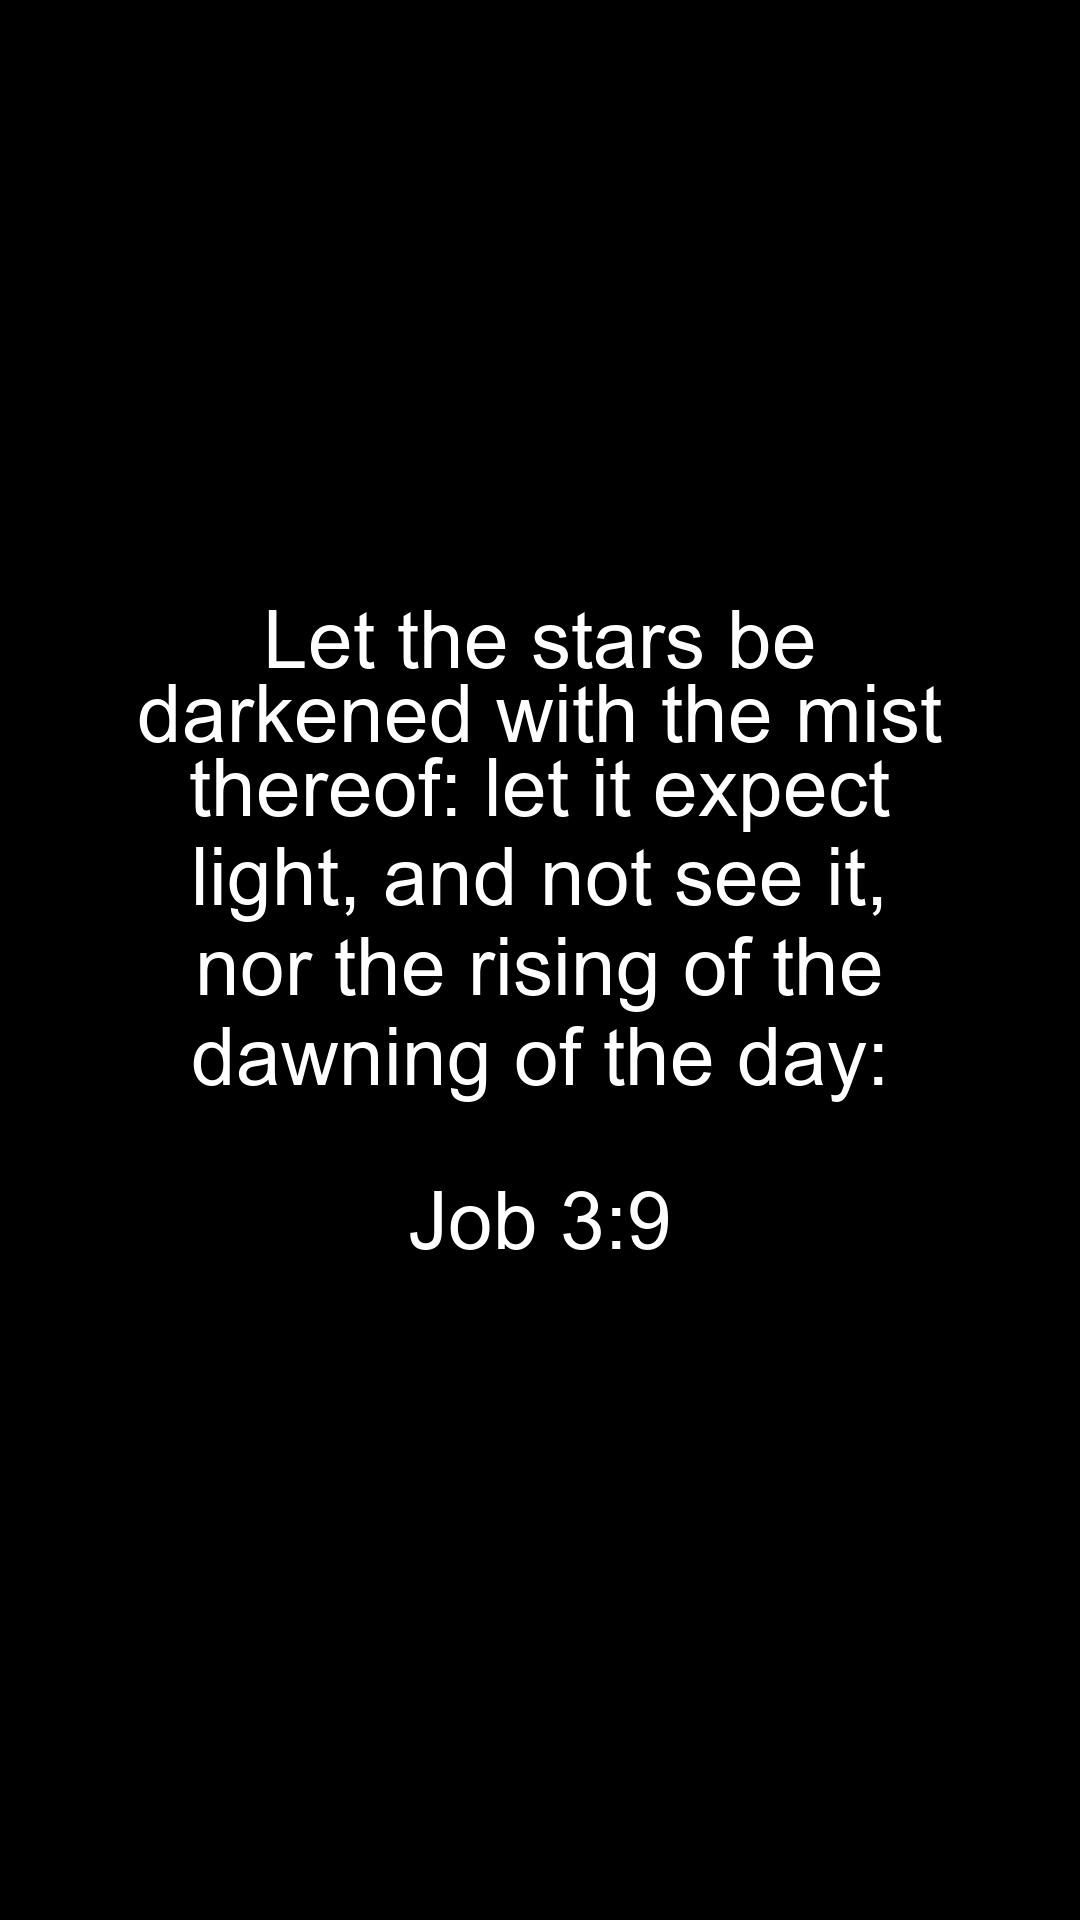 Let the stars be
darkened with the mist
thereof: let it expect
light, and not see it,
nor the rising of the
dawning of the day:
Job 3:9